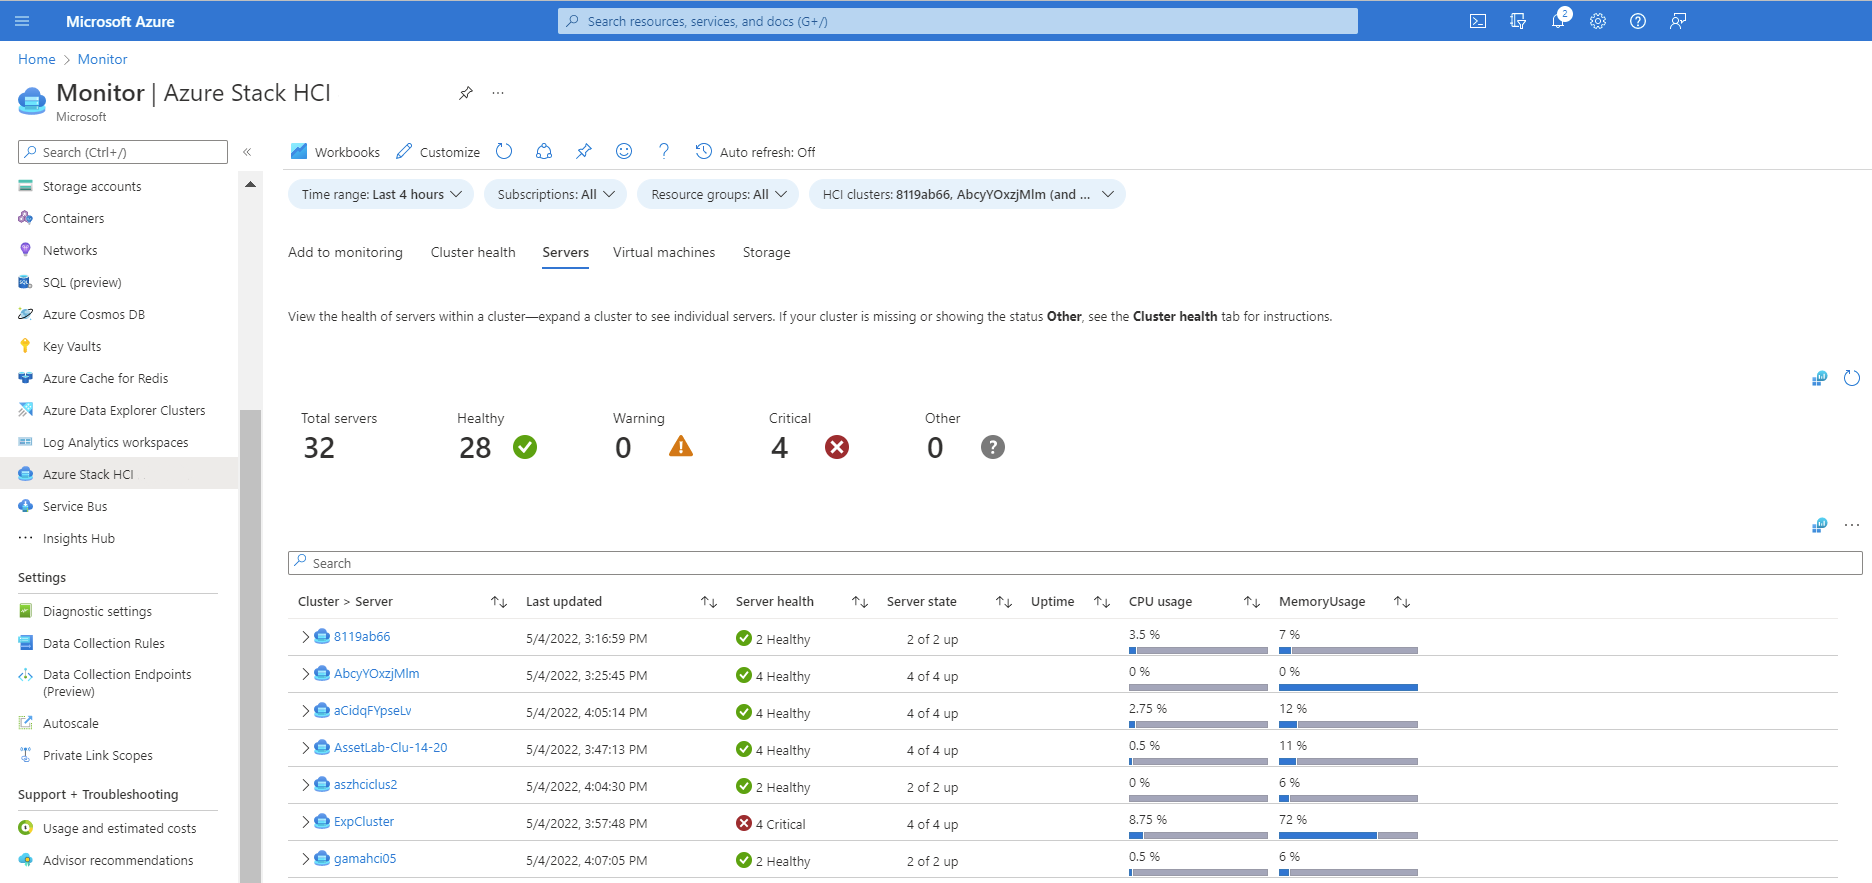 Microsoft Azure
Search resources, services, and docs (G+/)
2
Home > Monitor
Monitor | Azure Stack HCI
...
Microsoft
Search (Ctrl+/)
«
Storage accounts
Containers
Networks
SQL (preview)
Azure Cosmos DB
Key Vaults
Azure Cache for Redis
Azure Data Explorer Clusters
Log Analytics workspaces
Azure Stack HCI
Service Bus
Insights Hub
Settings
Diagnostic settings
Data Collection Rules
Data Collection Endpoints
(Preview)
Autoscale
Private Link Scopes
Support + Troubleshooting
Usage and estimated costs
Advisor recommendations
Workbooks Customize Auto refresh: Off
Time range: Last 4 hours Subscriptions: All Resource groups: All HCI clusters: 8119ab66, AbcyYOxzjMlm (and ...
Add to monitoring Cluster health Servers Virtual machines Storage
View the health of servers within a cluster—expand a cluster to see individual servers. If your cluster is missing or showing the status Other, see the Cluster health tab for instructions.
Total servers Healthy Warning Critical Other
32 28 0 4 0
Search
Cluster > Server Last updated Server health Server state Uptime CPU usage MemoryUsage
8119ab66 5/4/2022, 3:16:59 PM 2 Healthy 2 of 2 up 3.5 % 7 %
AbcyYOxzjMlm 5/4/2022, 3:25:45 PM 4 Healthy 4 of 4 up 0 % 0 %
aCidqFYpseLv 5/4/2022, 4:05:14 PM 4 Healthy 4 of 4 up 2.75 % 12 %
AssetLab-Clu-14-20 5/4/2022, 3:47:13 PM 4 Healthy 4 of 4 up 0.5 % 11 %
aszhciclus2 5/4/2022, 4:04:30 PM 2 Healthy 2 of 2 up 0 % 6 %
ExpCluster 5/4/2022, 3:57:48 PM 4 Critical 4 of 4 up 8.75 % 72 %
gamahci05 5/4/2022, 4:07:05 PM 2 Healthy 2 of 2 up 0.5 % 6 %